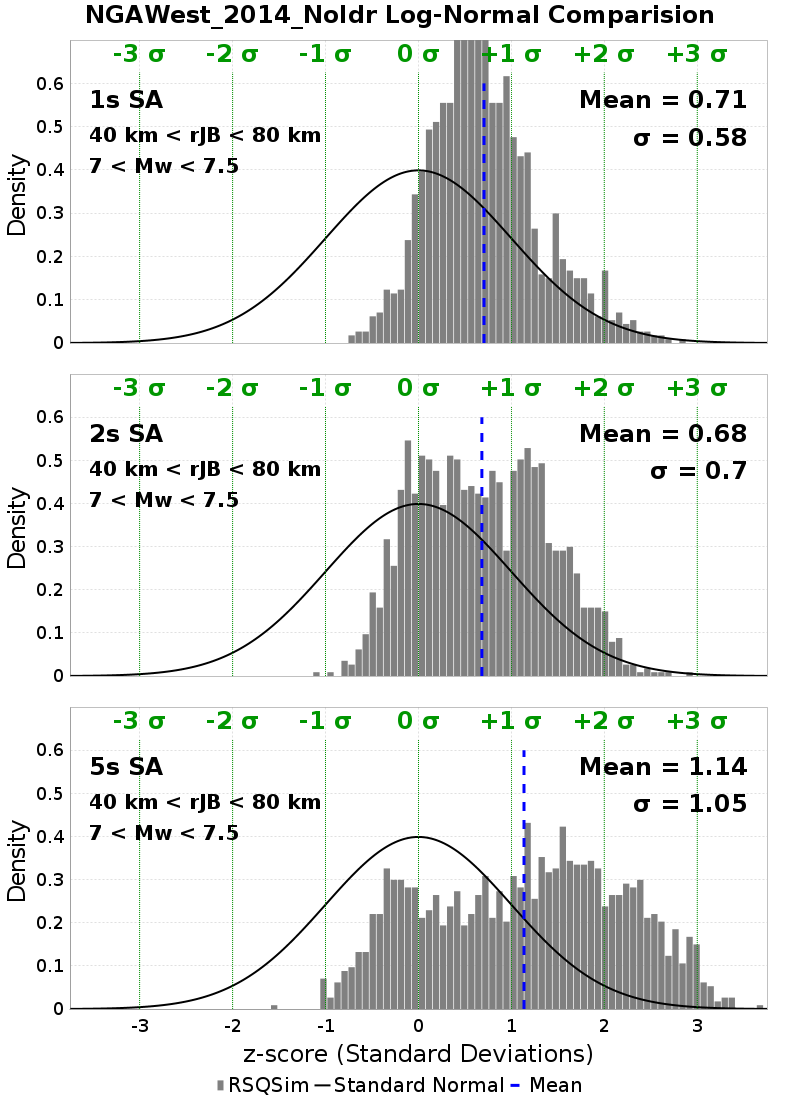 NGAWest_2014_NoIdr Log-Normal Comparision
-3 σ -2 σ -1 σ 0 σ +1 σ +2 σ +3 σ
0.6
1s SA
Mean = 0.71
0.5
40 km < rJB < 80 km
σ = 0.58
7 < Mw < 7.5
0.4
0.3
0.2
0.1
0
Density
-3 σ -2 σ -1 σ 0 σ +1 σ +2 σ +3 σ
0.6
2s SA
Mean = 0.68
0.5
40 km < rJB < 80 km
σ = 0.7
7 < Mw < 7.5
0.4
0.3
0.2
0.1
0
Density
-3 σ -2 σ -1 σ 0 σ +1 σ +2 σ +3 σ
0.6
5s SA
Mean = 1.14
0.5
40 km < rJB < 80 km
σ = 1.05
7 < Mw < 7.5
0.4
0.3
0.2
0.1
0
Density
-3 -2 -1 0 1 2 3
z-score (Standard Deviations)
RSQSim Standard Normal Mean